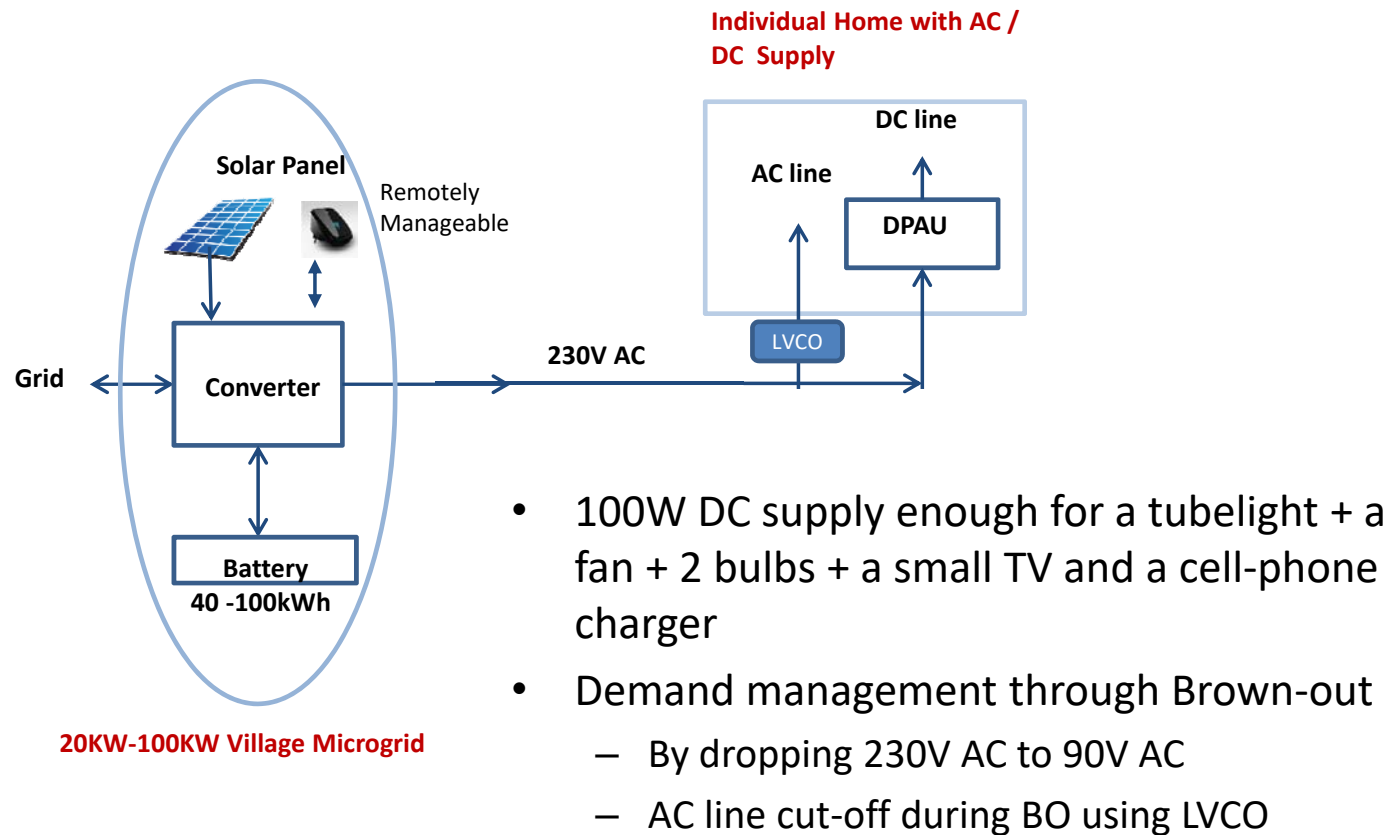 Individual Home with AC /
DC  Supply
DC line
AC line
DPAU
LVCO
Solar Panel
Remotely
Manageable
230V AC
Grid
Converter
Battery
40 -100kWh
20KW-100KW Village Microgrid
• 100W DC supply enough for a tubelight + a
fan + 2 bulbs + a small TV and a cell-phone
charger
• Demand management through Brown-out
– By dropping 230V AC to 90V AC
– AC line cut-off during BO using LVCO